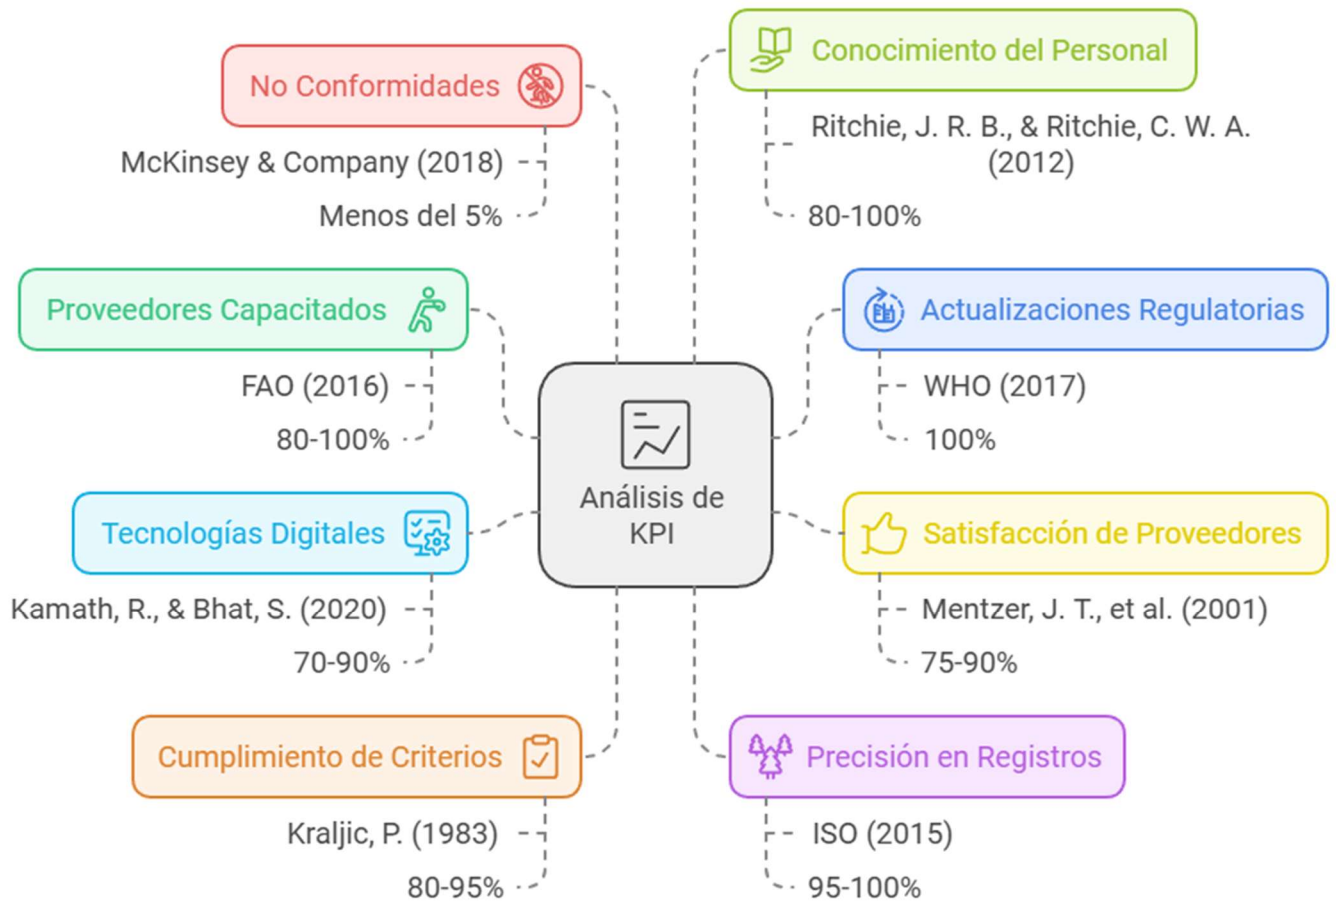 No Conformidades
McKinsey & Company (2018)
Menos del 5%
Conocimiento del Personal
Ritchie, J. R. B., & Ritchie, C. W. A.
(2012)
80-100%
Proveedores Capacitados
FAO (2016)
80-100%
Actualizaciones Regulatorias
WHO (2017)
100%
Análisis de
KPI
Tecnologías Digitales
Kamath, R., & Bhat, S. (2020)
70-90%
Satisfacción de Proveedores
Mentzer, J. T., et al. (2001)
75-90%
Cumplimiento de Criterios
Kraljic, P. (1983)
80-95%
Precisión en Registros
ISO (2015)
95-100%